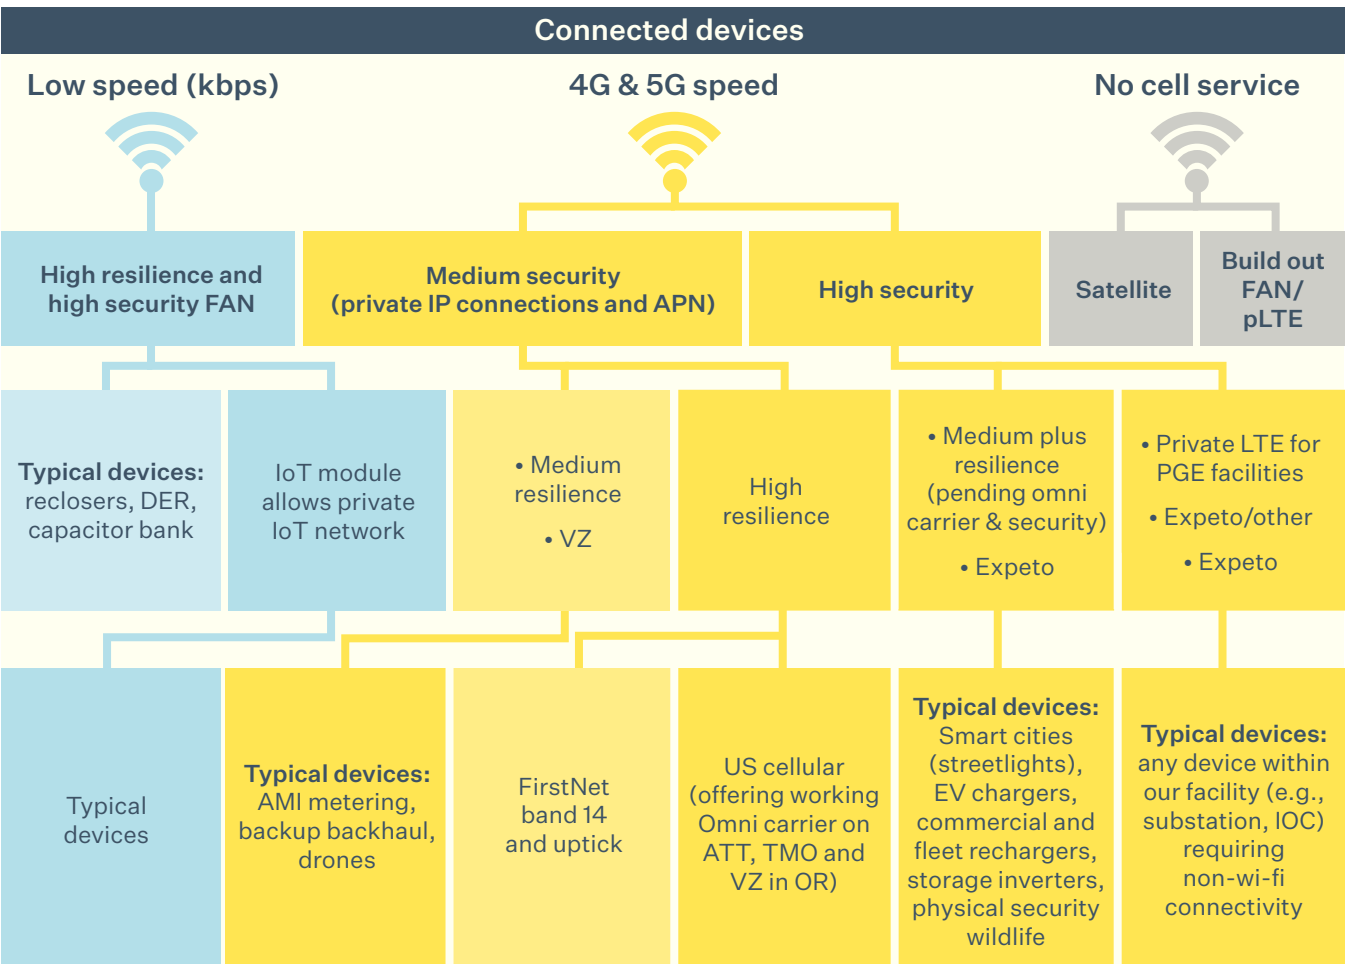 Connected devices
Low speed (kbps)
4G & 5G speed
No cell service
High resilience and
high security FAN
Medium security
(private IP connections and APN)
High security
Satellite
Build out
FAN/
pLTE
Typical devices:
reclosers, DER,
capacitor bank
IoT module
allows private
IoT network
• Medium
resilience
• VZ
High
resilience
• Medium plus
resilience
(pending omni
carrier & security)
• Expeto
• Private LTE for
PGE facilities
• Expeto/other
• Expeto
Typical
devices
Typical devices:
AMI metering,
backup backhaul,
drones
FirstNet
band 14
and uptick
US cellular
(offering working
Omni carrier on
ATT, TMO and
VZ in OR)
Typical devices:
Smart cities
(streetlights),
EV chargers,
commercial and
fleet rechargers,
storage inverters,
physical security
wildlife
Typical devices:
any device within
our facility (e.g.,
substation, IOC)
requiring
non-wi-fi
connectivity